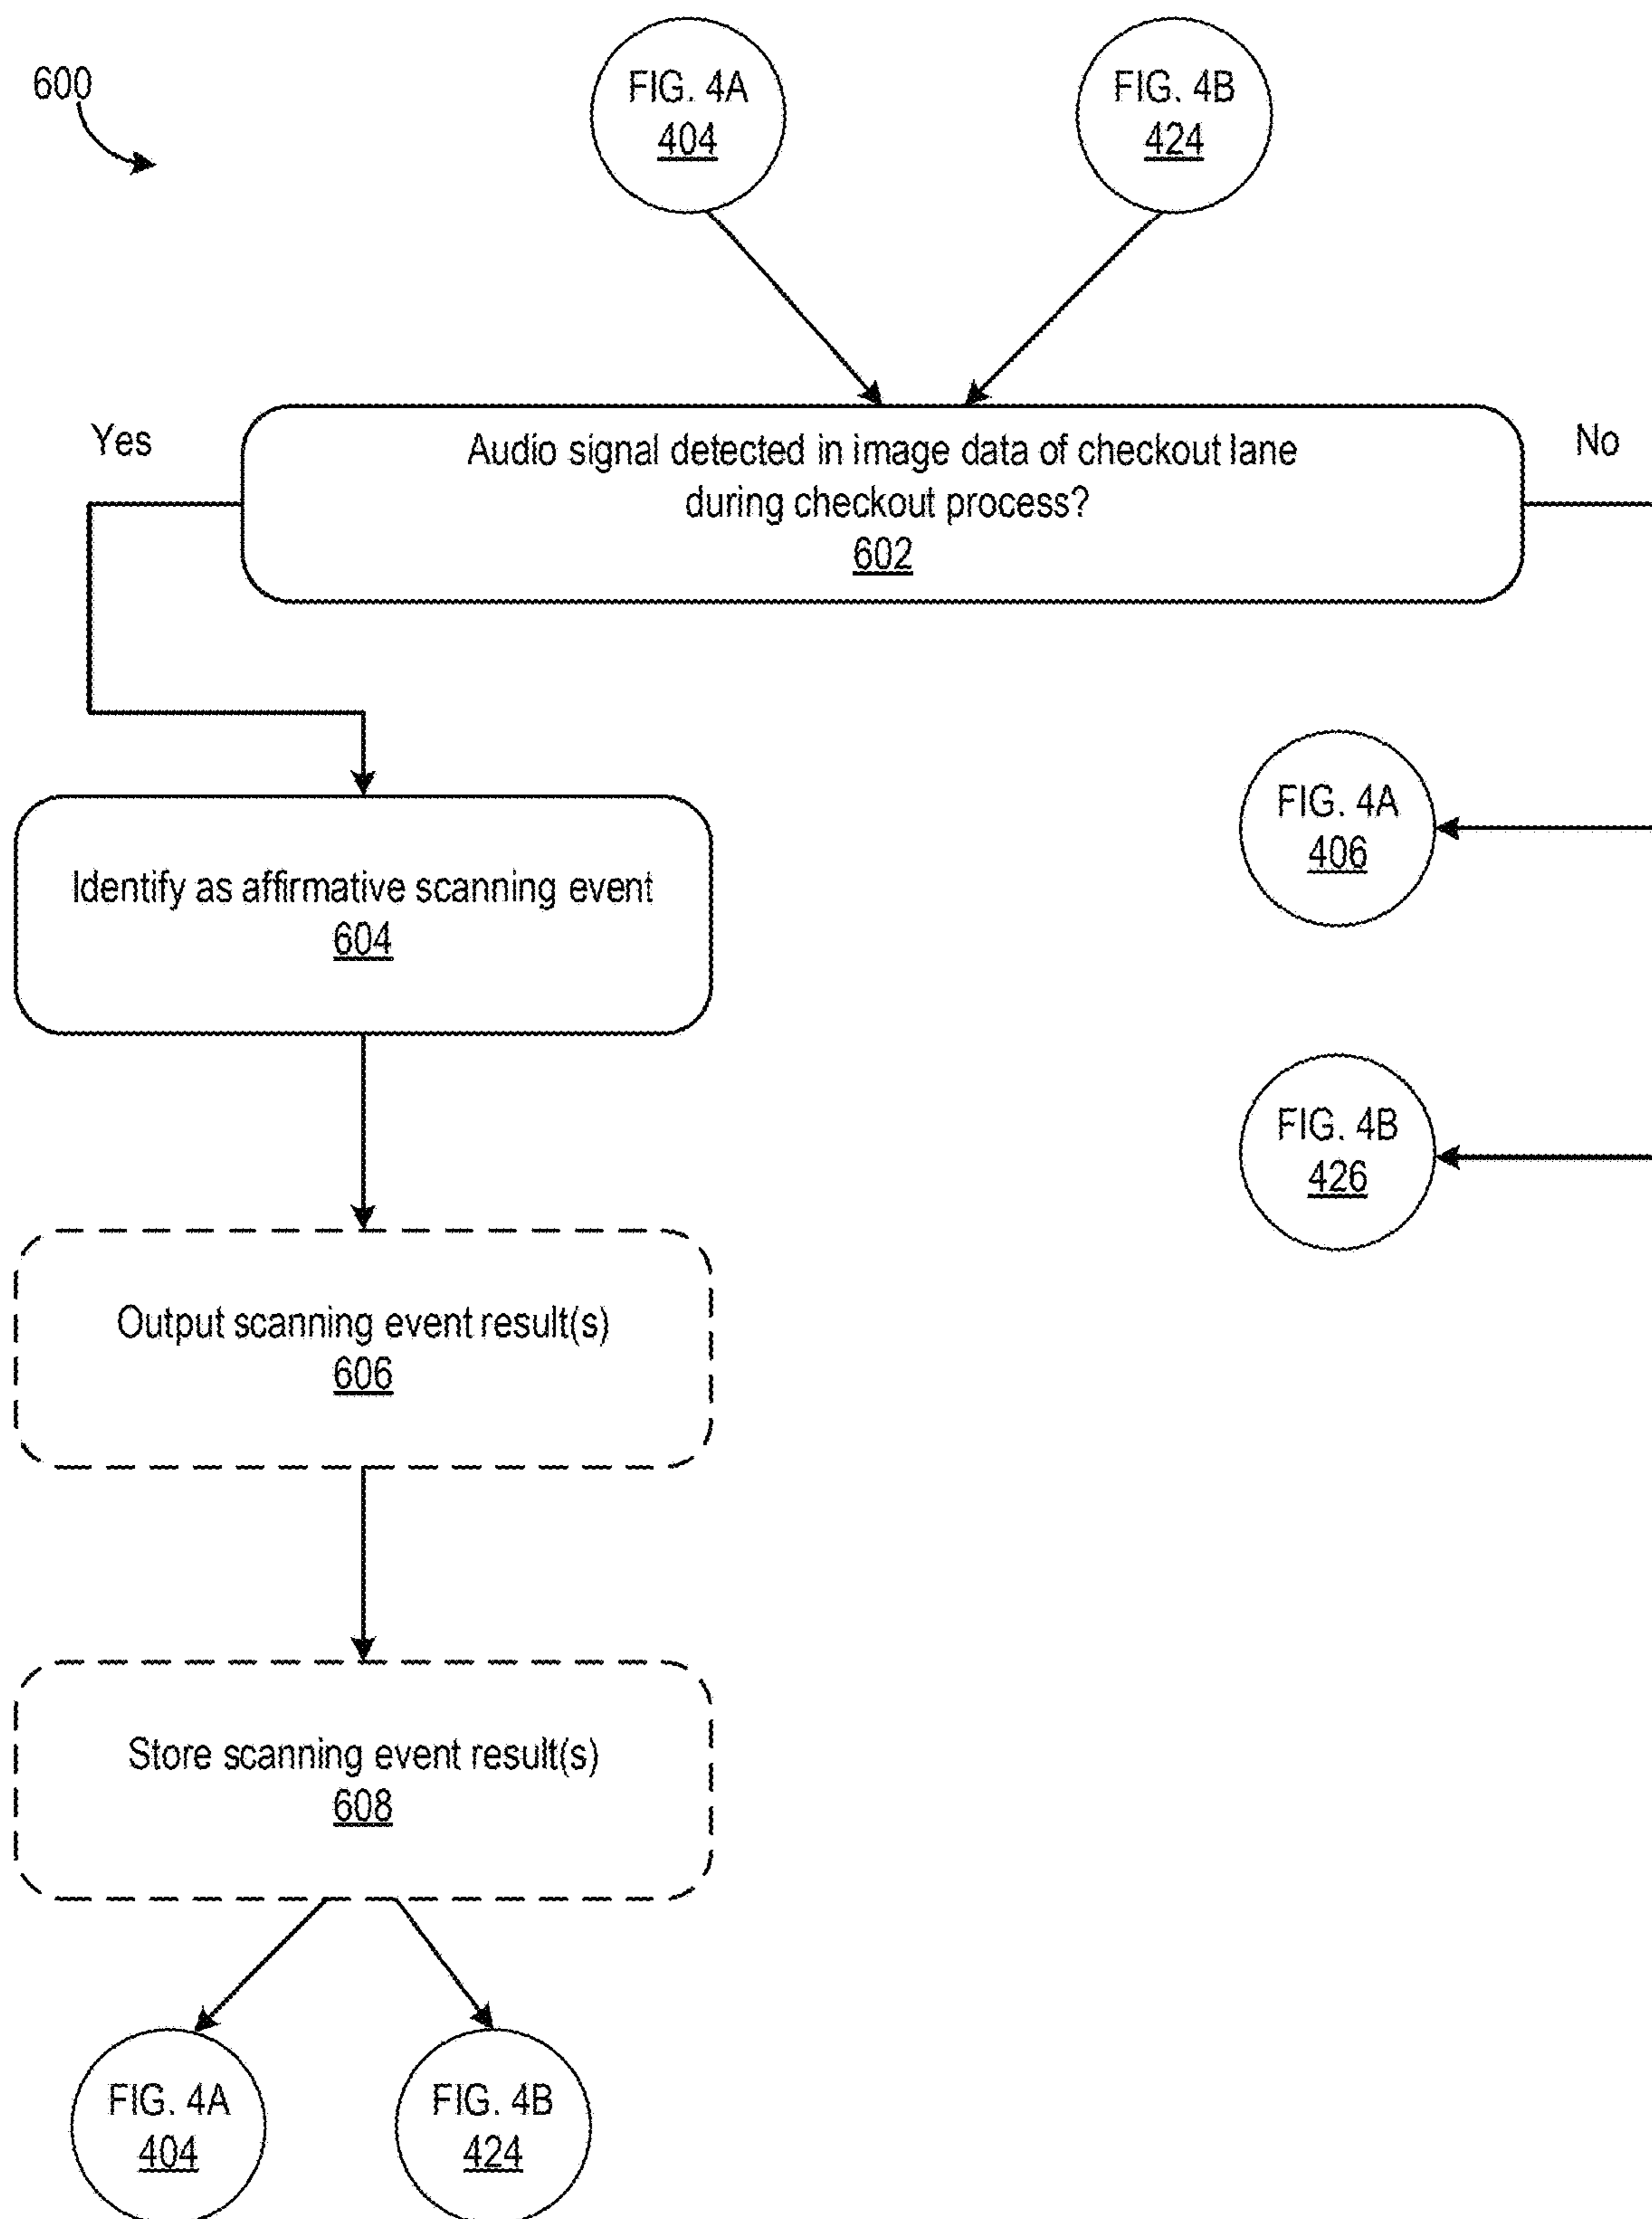 600
FIG. 4A
404
FIG. 4B
424
Yes
Audio signal detected in image data of checkout lane
during checkout process?
602
No
Identify as affirmative scanning event
604
FIG. 4A
406
FIG. 4B
426
Output scanning event result(s)
606
Store scanning event result(s)
608
FIG. 4A
404
FIG. 4B
424